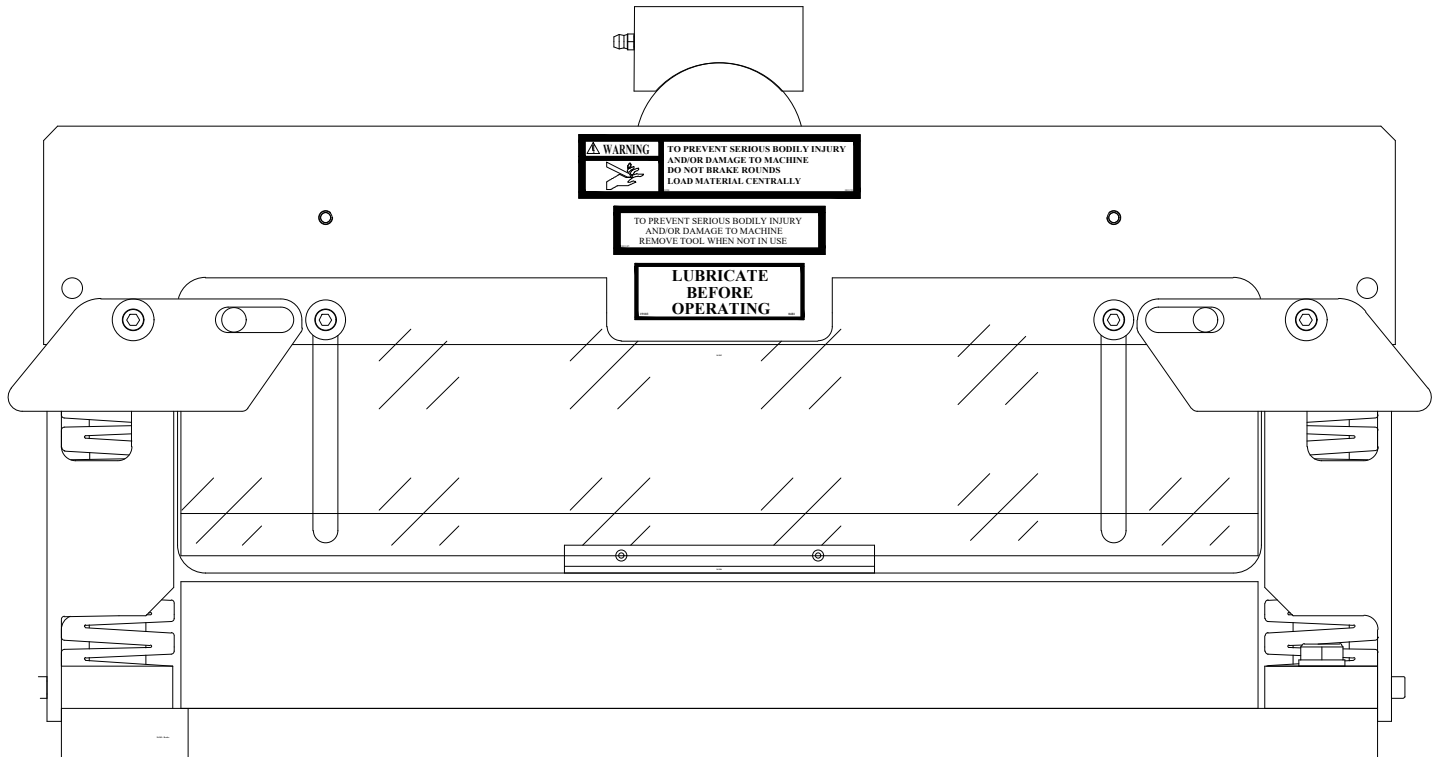 WARNING
TO PREVENT SERIOUS BODILY INJURY
AND/OR DAMAGE TO MACHINE
DO NOT BRAKE ROUNDS
LOAD MATERIAL CENTRALLY
TO PREVENT SERIOUS BODILY INJURY
AND/OR DAMAGE TO MACHINE
REMOVE TOOL WHEN NOT IN USE
LUBRICATE
BEFORE
OPERATING